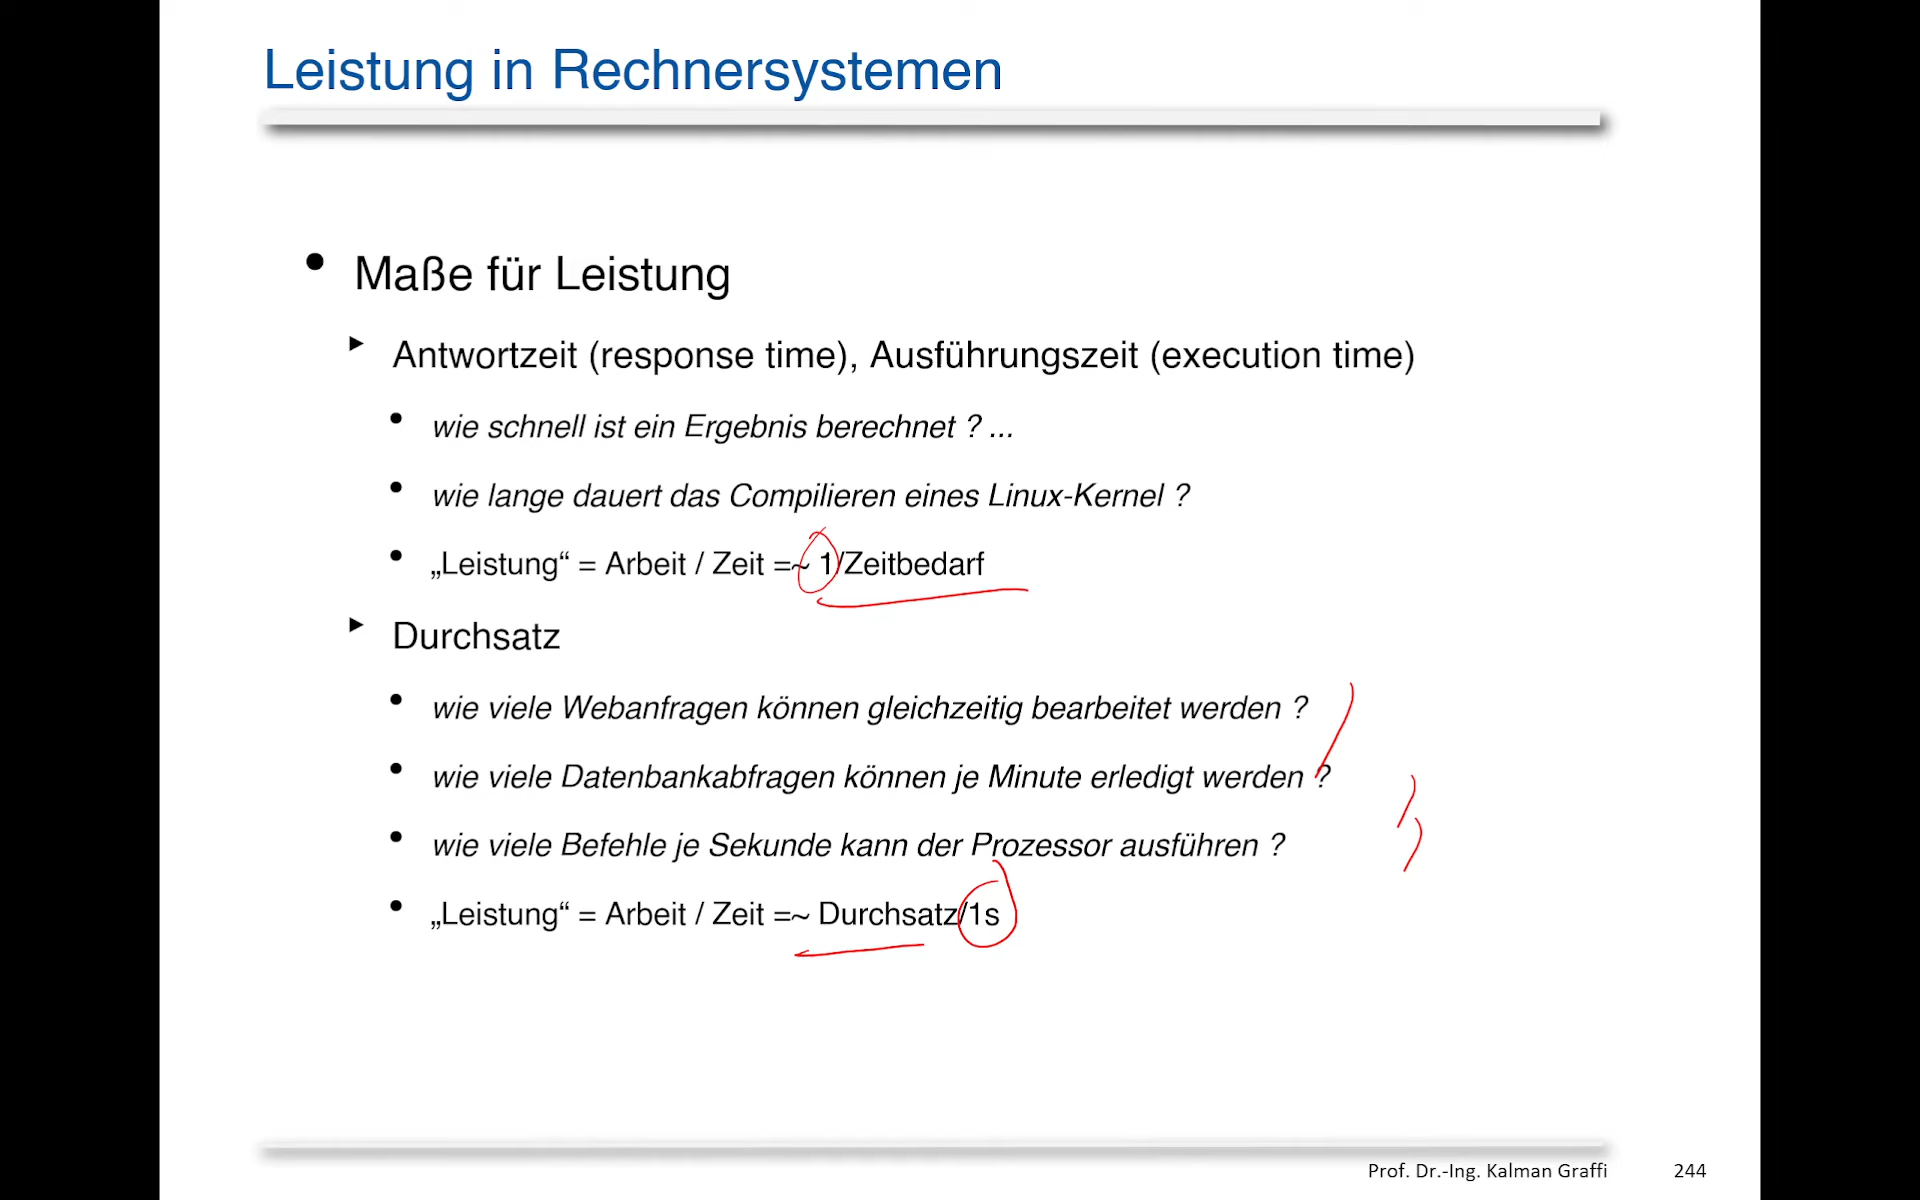 Leistung in Rechnersystemen
• Maße für Leistung
▸ Antwortzeit (response time), Ausführungszeit (execution time)
• wie schnell ist ein Ergebnis berechnet ? ...
• wie lange dauert das Compilieren eines Linux-Kernel ?
• „Leistung“ = Arbeit / Zeit =~ 1/Zeitbedarf
▸ Durchsatz
• wie viele Webanfragen können gleichzeitig bearbeitet werden ?
• wie viele Datenbankabfragen können je Minute erledigt werden ?
• wie viele Befehle je Sekunde kann der Prozessor ausführen ?
• „Leistung“ = Arbeit / Zeit =~ Durchsatz/1s
Prof. Dr.-Ing. Kalman Graffi 244